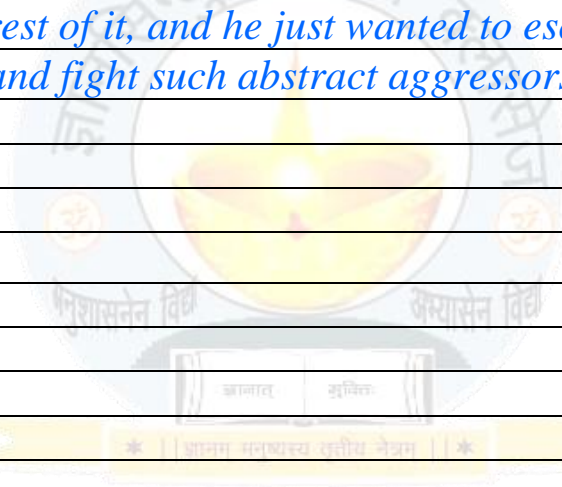 rest of it, and he just wanted to esc
and fight such abstract aggressors
ॐ ॐ
अनुशासनेन विद्या अभ्यासेन विद्या
ज्ञानात् मुक्तिः
* ||ज्ञानम् मनुष्यस्य तृतीय नेत्रम् || *